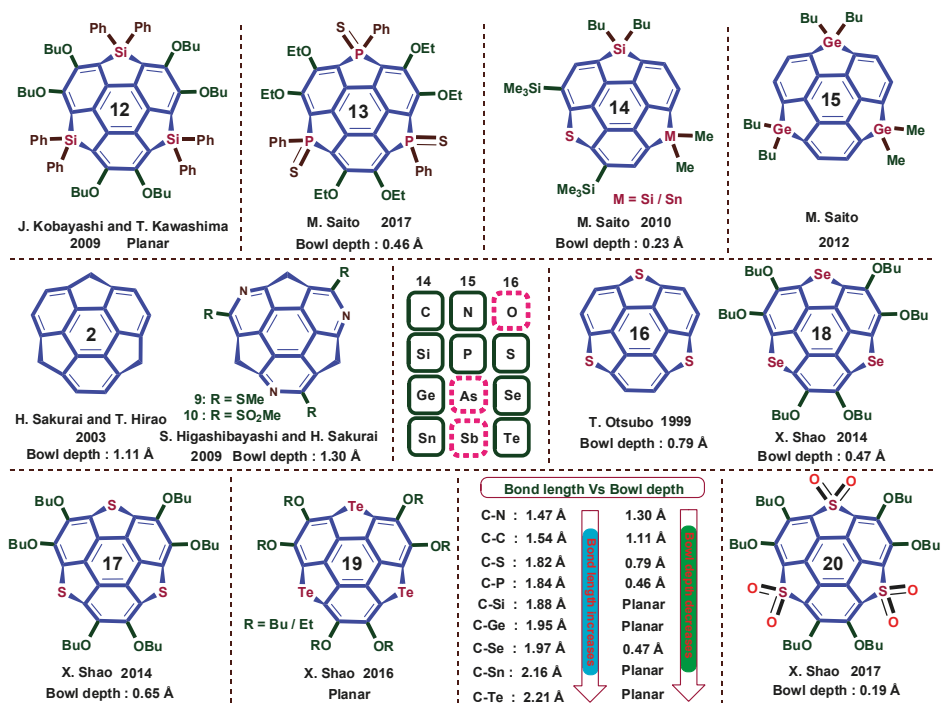 Ph Ph
Si
BuO OBu
BuO OBu
12
Ph Si Si Ph
Ph Ph
BuO OBu
J. Kobayashi and T. Kawashima
2009 Planar
S Ph
P
EtO OEt
EtO OEt
13
Ph P P S
S Ph
EtO OEt
M. Saito 2017
Bowl depth : 0.46 Å
Bu Bu
Si
Me3Si
14
S M Me
Me
Me3Si
M = Si / Sn
M. Saito 2010
Bowl depth : 0.23 Å
Bu Bu
Ge
15
Bu Ge Ge Me
Bu Me
M. Saito
2012
2
H. Sakurai and T. Hirao
2003
Bowl depth : 1.11 Å
R
N
R
N
N
R
9: R = SMe
10 : R = SO2Me
S. Higashibayashi and H. Sakurai
2009 Bowl depth : 1.30 Å
14 15 16
C N O
Si P S
Ge As Se
Sn Sb Te
S
16
S S
T. Otsubo 1999
Bowl depth : 0.79 Å
Se
BuO OBu
BuO OBu
18
Se Se
BuO OBu
X. Shao 2014
Bowl depth : 0.47 Å
S
BuO OBu
BuO OBu
17
S S
BuO OBu
X. Shao 2014
Bowl depth : 0.65 Å
Te
RO OR
RO OR
19
Te Te
RO OR
R = Bu / Et
X. Shao 2016
Planar
Bond length Vs Bowl depth
C-N : 1.47 Å 1.30 Å
C-C : 1.54 Å 1.11 Å
C-S : 1.82 Å 0.79 Å
C-P : 1.84 Å 0.46 Å
C-Si : 1.88 Å Planar
C-Ge : 1.95 Å Planar
C-Se : 1.97 Å 0.47 Å
C-Sn : 2.16 Å Planar
C-Te : 2.21 Å Planar
Bond length increases
Bowl depth decreases
O O
S
BuO OBu
BuO OBu
20
O S S O
O O
BuO OBu
X. Shao 2017
Bowl depth : 0.19 Å